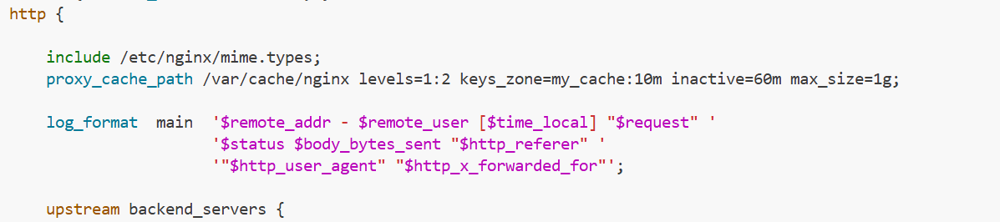 http {
include /etc/nginx/mime.types;
proxy_cache_path /var/cache/nginx levels=1:2 keys_zone=my_cache:10m inactive=60m max_size=1g;
log_format  main  '$remote_addr - $remote_user [$time_local] "$request" '
'$status $body_bytes_sent "$http_referer" '
'"$http_user_agent" "$http_x_forwarded_for"';
upstream backend_servers {